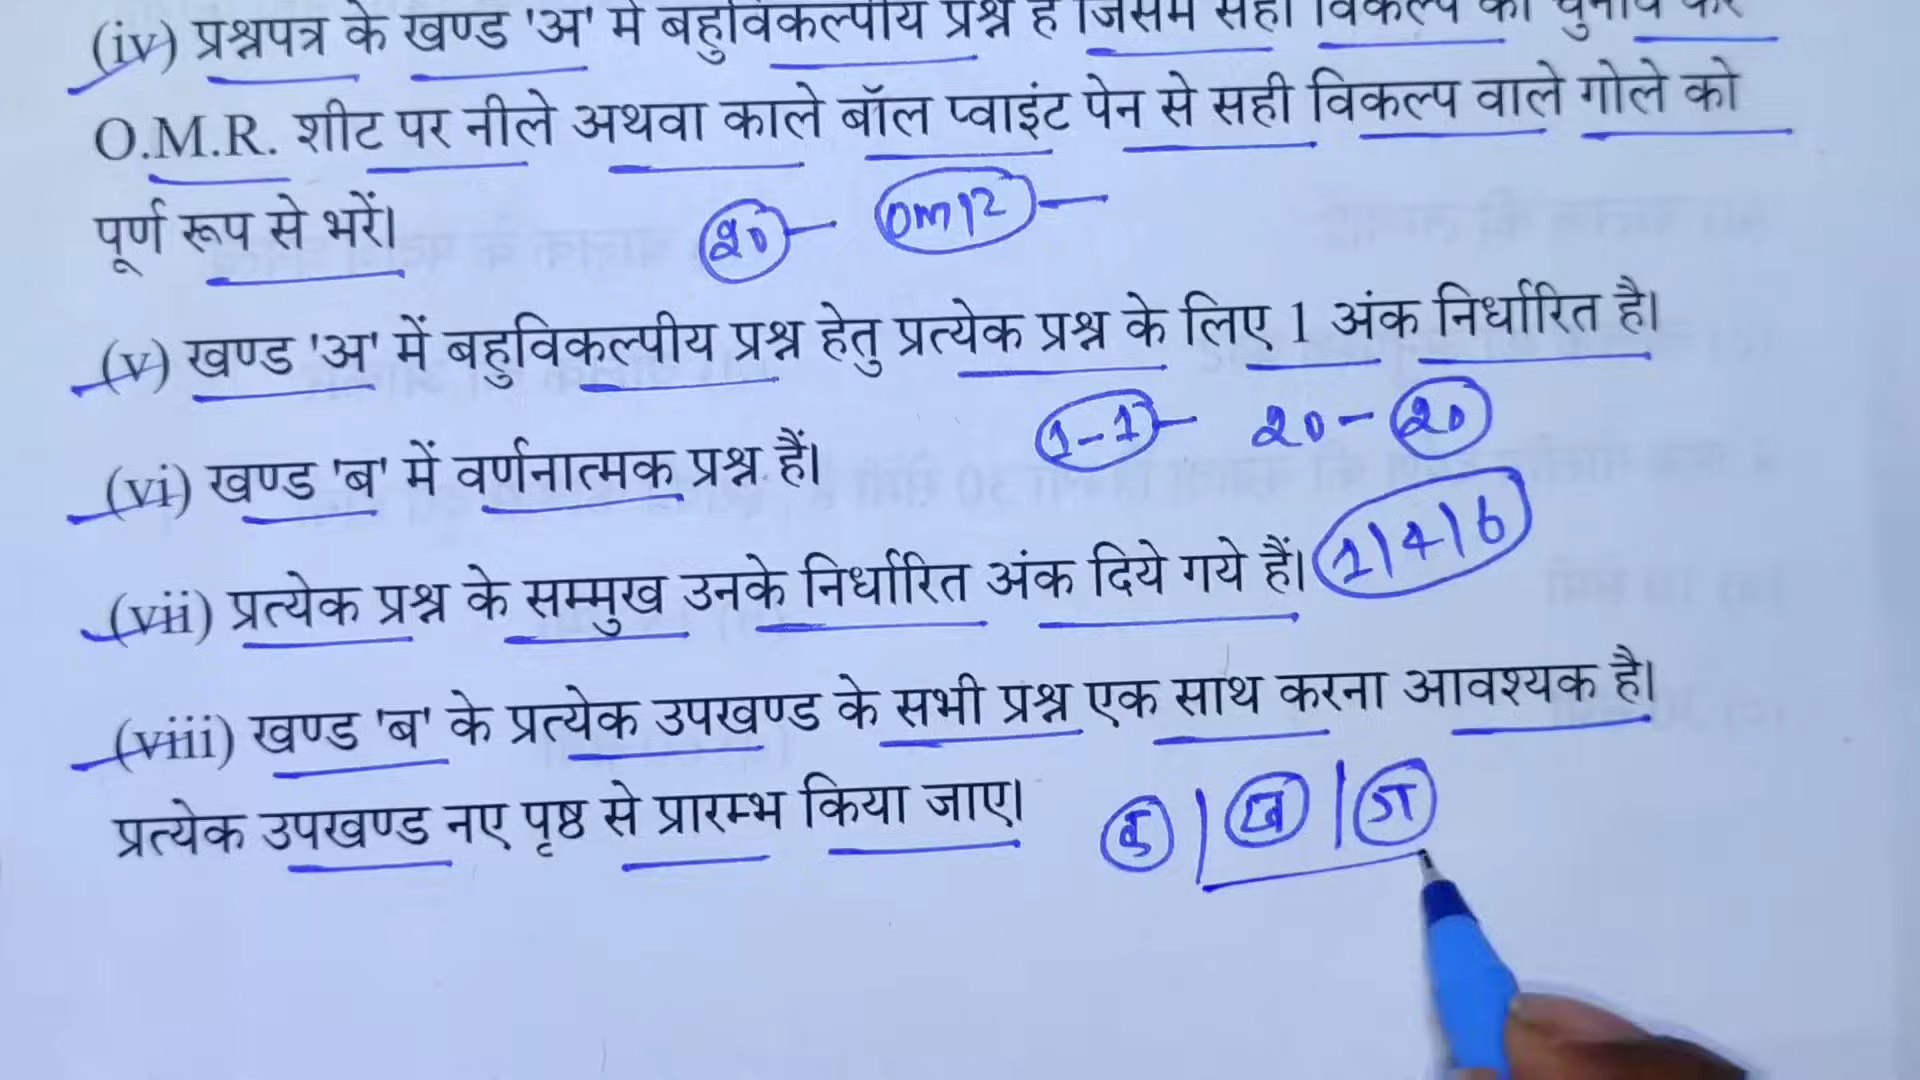 (iv) प्रश्नपत्र के खण्ड 'अ' में बहुविकल्पीय प्रश्न हैं जिसमें सही विकल्प का चुनाव कर
O.M.R. शीट पर नीले अथवा काले बॉल प्वाइंट पेन से सही विकल्प वाले गोले को
पूर्ण रूप से भरें।
20 - OMR -
(v) खण्ड 'अ' में बहुविकल्पीय प्रश्न हेतु प्रत्येक प्रश्न के लिए 1 अंक निर्धारित है।
1-1 - 20 - 20
(vi) खण्ड 'ब' में वर्णनात्मक प्रश्न हैं।
(vii) प्रत्येक प्रश्न के सम्मुख उनके निर्धारित अंक दिये गये हैं। 1|4|6
(viii) खण्ड 'ब' के प्रत्येक उपखण्ड के सभी प्रश्न एक साथ करना आवश्यक है।
प्रत्येक उपखण्ड नए पृष्ठ से प्रारम्भ किया जाए। क | ख | ग